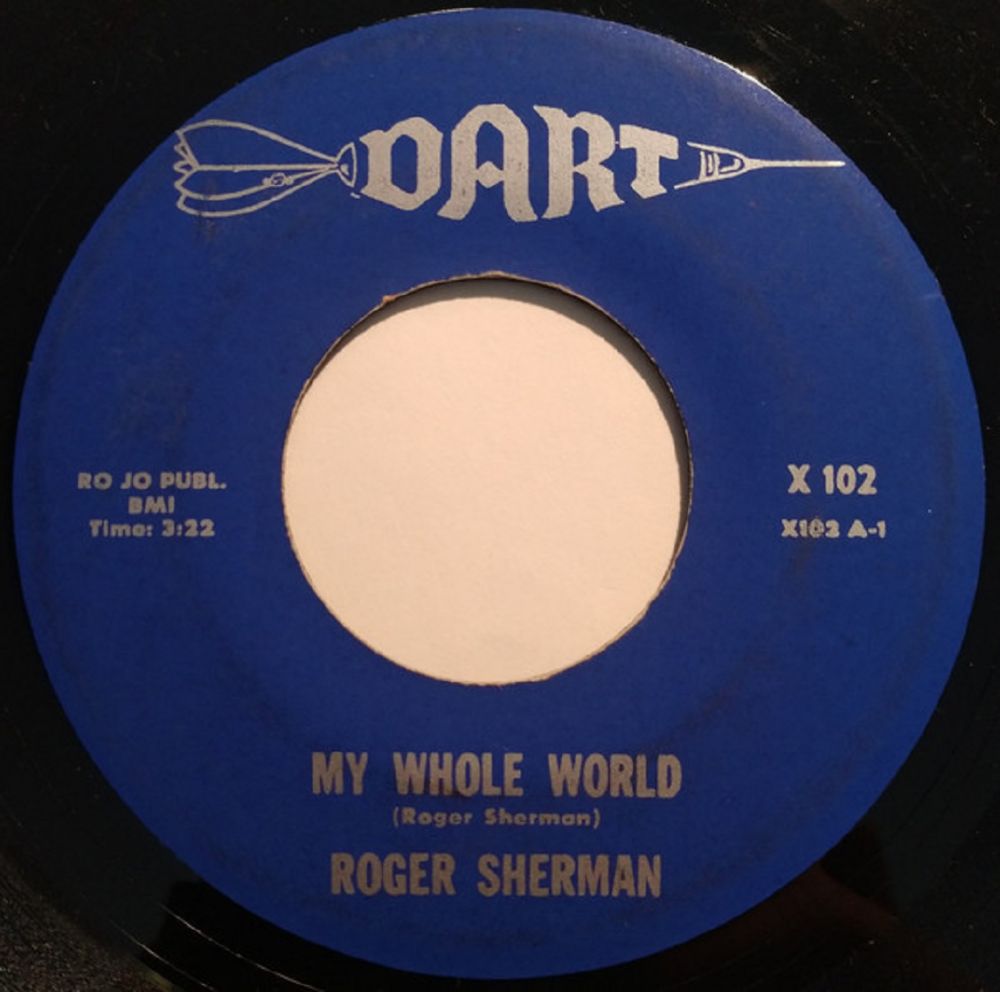 DART
RO JO PUBL.
BMI
Time: 3:22
X 102
X102 A-1
MY WHOLE WORLD
(Roger Sherman)
ROGER SHERMAN